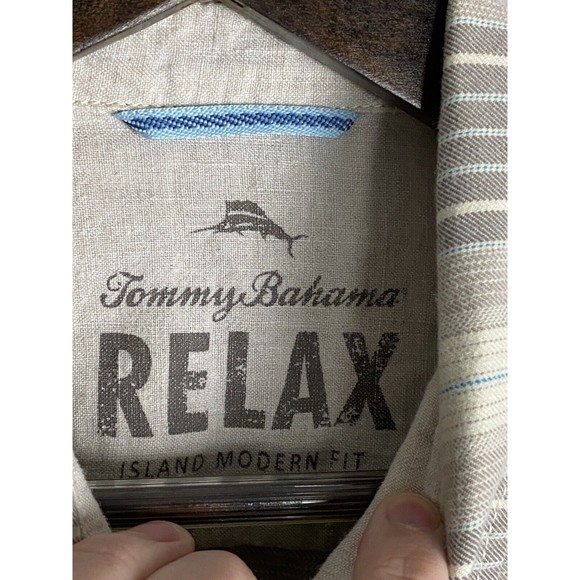 Tommy Bahama
RELAX
ISLAND MODERN FIT